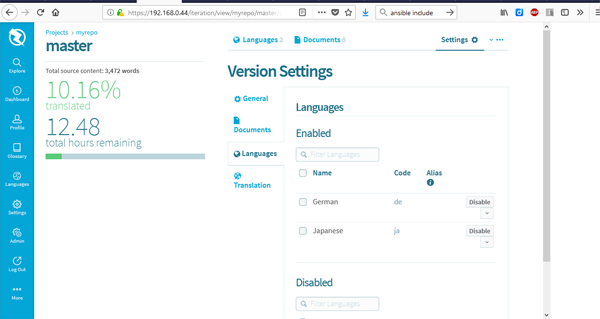 https://192.168.0.44/iteration/view/myrepo/master
ansible include
Explore
Dashboard
Profile
Glossary
Languages
Settings
Admin
Log Out
More
Projects › myrepo
master
Total source content: 3,472 words
10.16%
translated
12.48
total hours remaining
Languages 2
Documents 6
Settings
Version Settings
General
Documents
Languages
Translation
Languages
Enabled
Filter Languages
Name Code Alias
German de Disable
Japanese ja Disable
Disabled
Filter Languages